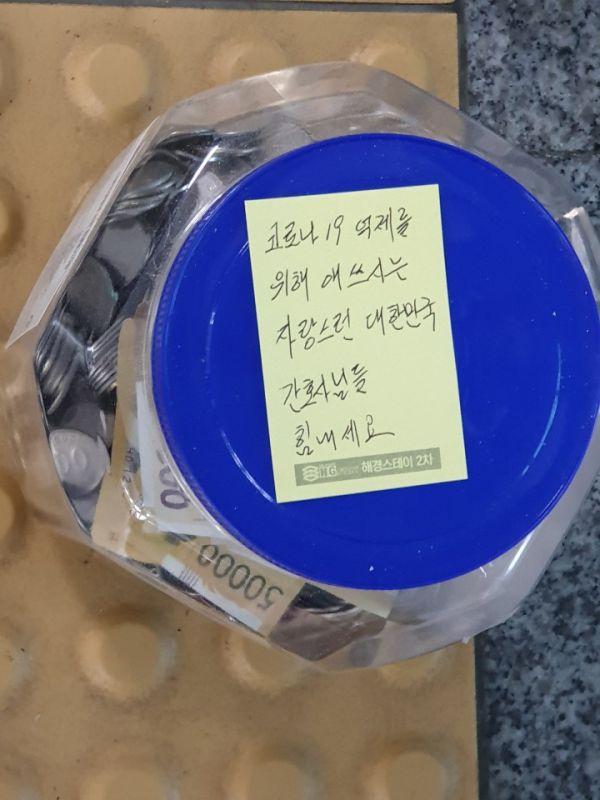 코로나 19 억제를
위해 애쓰시는
자랑스런 대한민국
간호사님들
힘내세요
해경스테이 2차
50000